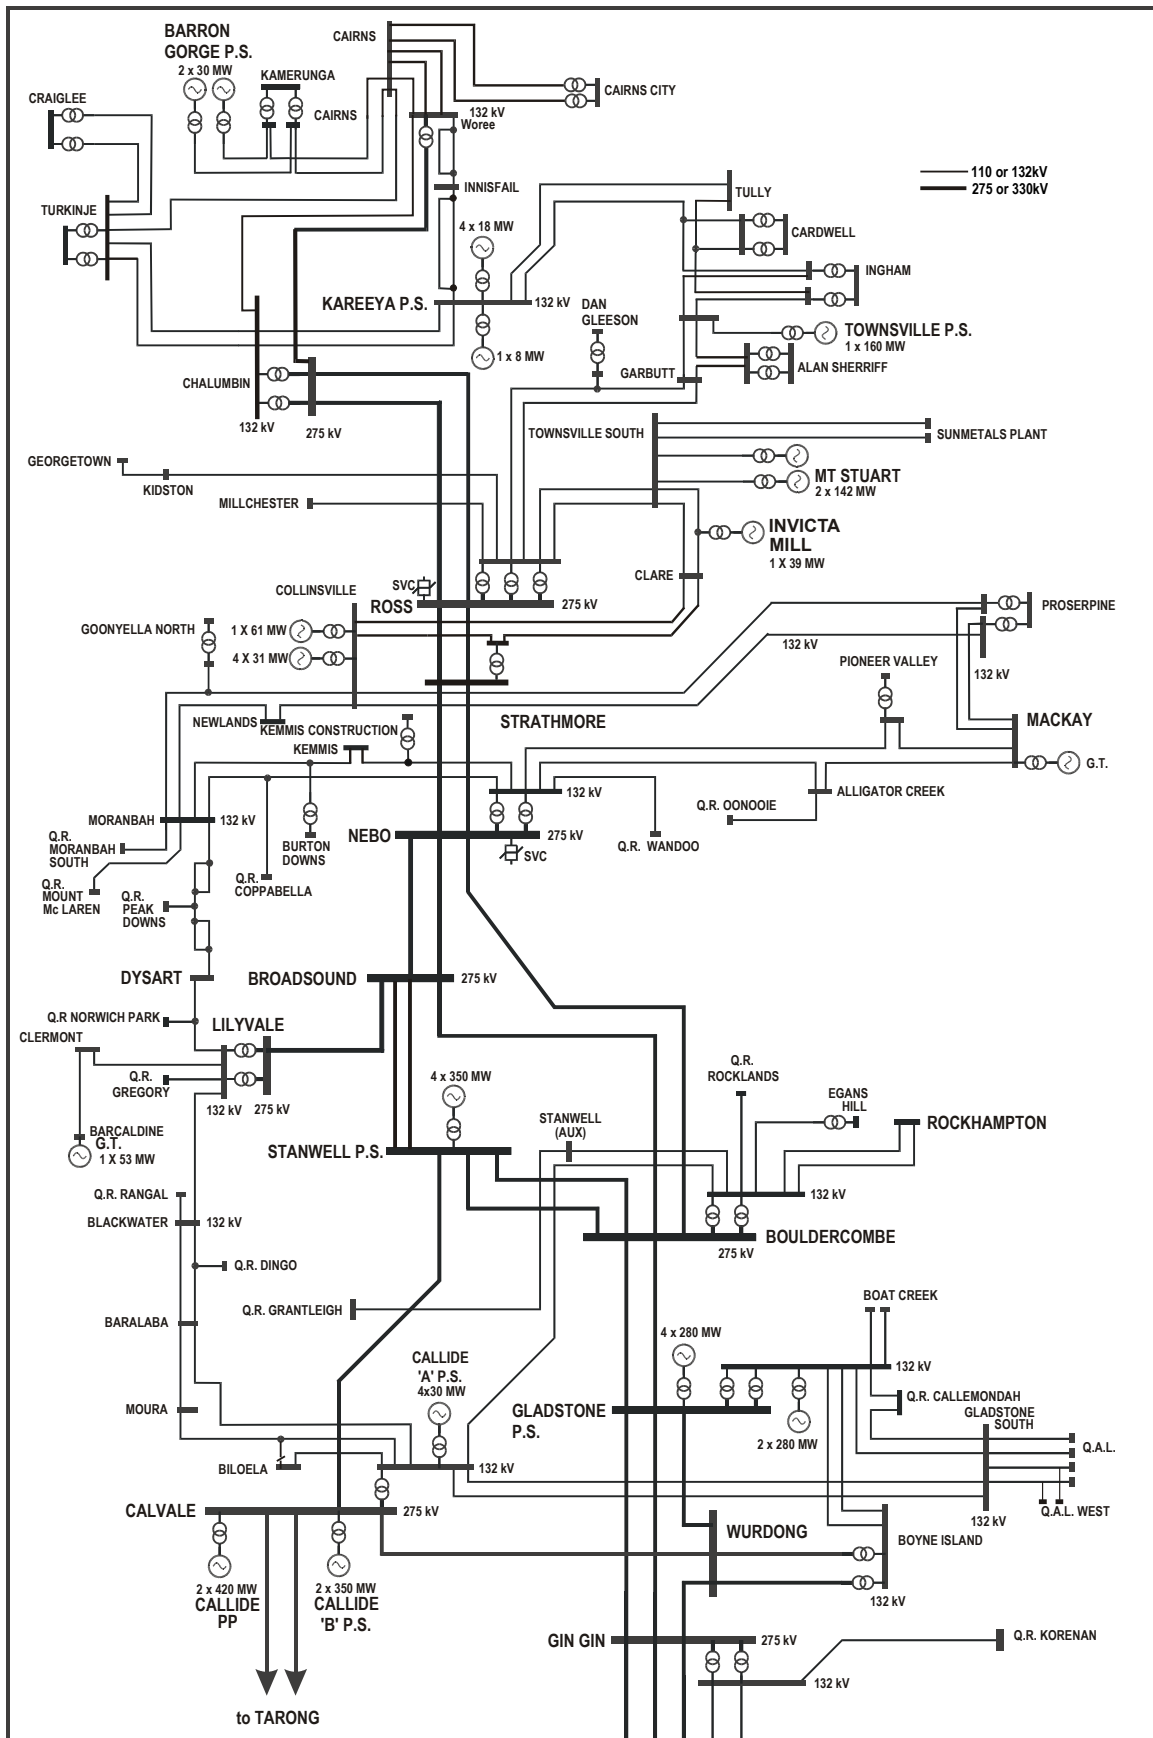 BARRON
GORGE P.S.
2 x 30 MW
CAIRNS
KAMERUNGA
CAIRNS CITY
CRAIGLEE
CAIRNS
132 kV
Woree
INNISFAIL
110 or 132kV
275 or 330kV
TULLY
TURKINJE
4 x 18 MW
CARDWELL
INGHAM
KAREEYA P.S.
132 kV
DAN
GLEESON
TOWNSVILLE P.S.
1 x 160 MW
1 x 8 MW
ALAN SHERRIFF
GARBUTT
CHALUMBIN
132 kV
275 kV
TOWNSVILLE SOUTH
SUNMETALS PLANT
GEORGETOWN
KIDSTON
MT STUART
2 x 142 MW
MILLCHESTER
INVICTA
MILL
1 X 39 MW
CLARE
SVC
COLLINSVILLE
ROSS
275 kV
PROSERPINE
GOONYELLA NORTH
1 X 61 MW
4 X 31 MW
132 kV
PIONEER VALLEY
132 kV
NEWLANDS
STRATHMORE
MACKAY
KEMMIS CONSTRUCTION
KEMMIS
G.T.
132 kV
ALLIGATOR CREEK
Q.R. OONOOIE
MORANBAH
132 kV
NEBO
275 kV
Q.R.
MORANBAH
SOUTH
BURTON
DOWNS
Q.R. WANDOO
SVC
Q.R.
MOUNT
Mc LAREN
Q.R.
PEAK
DOWNS
Q.R.
COPPABELLA
DYSART
BROADSOUND
275 kV
Q.R NORWICH PARK
LILYVALE
CLERMONT
Q.R.
GREGORY
132 kV
275 kV
4 x 350 MW
Q.R.
ROCKLANDS
EGANS
HILL
STANWELL
(AUX)
ROCKHAMPTON
BARCALDINE
G.T.
1 X 53 MW
STANWELL P.S.
Q.R. RANGAL
132 kV
BLACKWATER
132 kV
BOULDERCOMBE
275 kV
Q.R. DINGO
BOAT CREEK
Q.R. GRANTLEIGH
BARALABA
4 x 280 MW
CALLIDE
'A' P.S.
4x30 MW
132 kV
Q.R. CALLEMONDAH
MOURA
GLADSTONE
P.S.
GLADSTONE
SOUTH
2 x 280 MW
Q.A.L.
BILOELA
132 kV
CALVALE
275 kV
Q.A.L. WEST
132 kV
WURDONG
BOYNE ISLAND
2 x 420 MW
CALLIDE
PP
2 x 350 MW
CALLIDE
'B' P.S.
132 kV
GIN GIN
275 kV
Q.R. KORENAN
132 kV
to TARONG